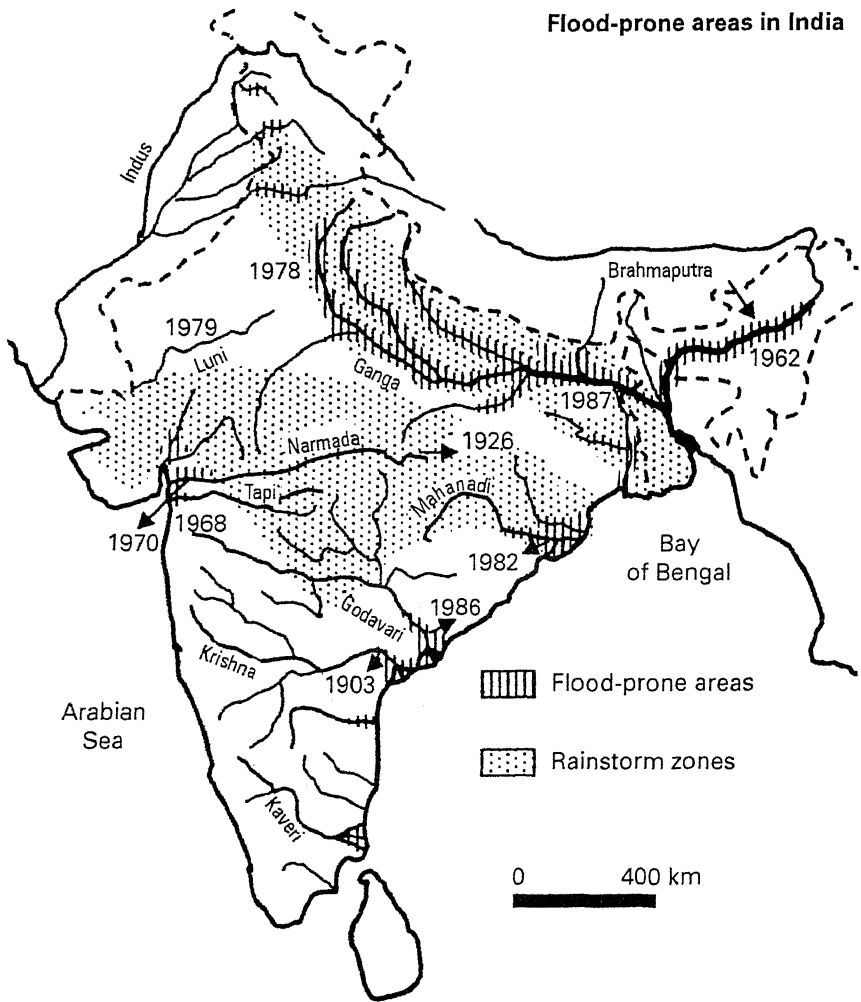 Flood-prone areas in India
Indus
1978
Brahmaputra
1979
Luni
Ganga
1962
1987
Narmada
1926
Tapi
Mahanadi
1968
1970
1982
Bay
of Bengal
Godavari
1986
Krishna
1903
Flood-prone areas
Arabian
Sea
Rainstorm zones
Kaveri
0 400 km